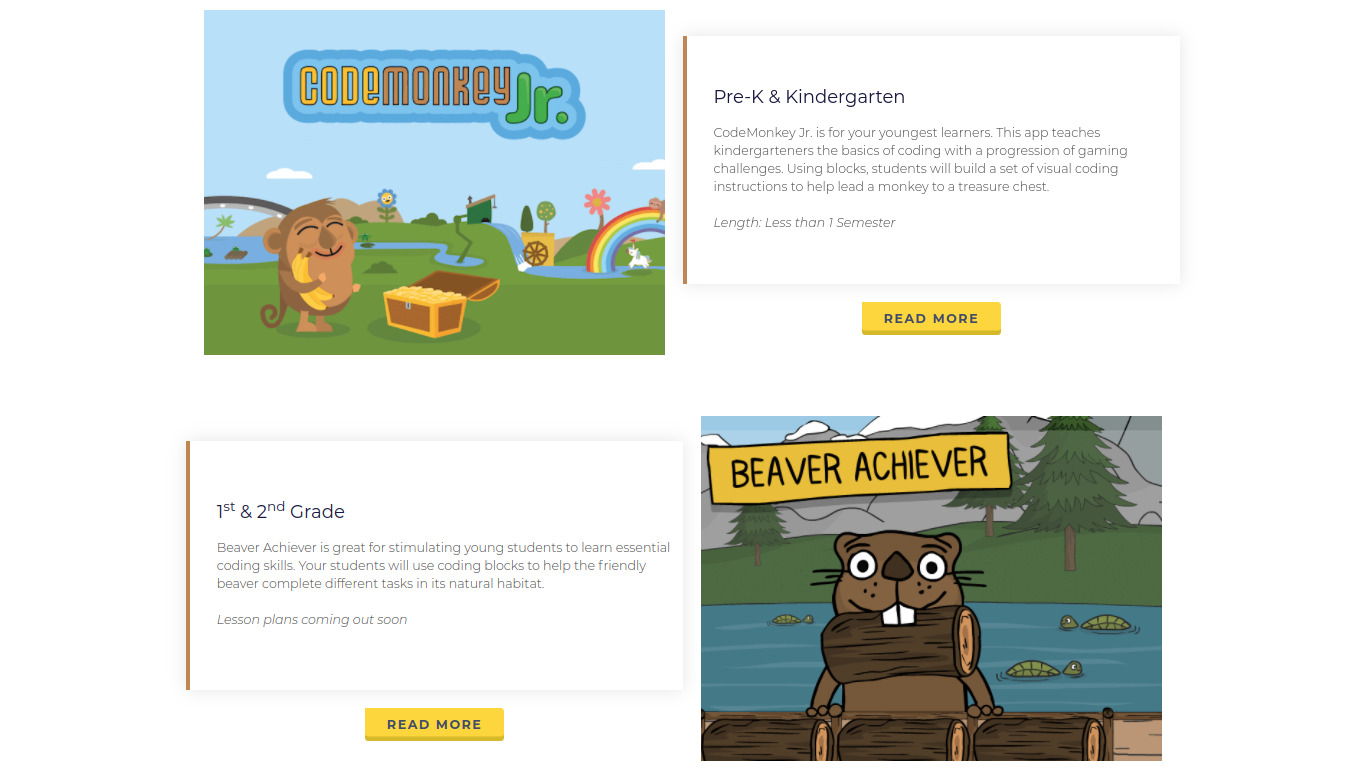 CODEMONKEY Jr.
Pre-K & Kindergarten
CodeMonkey Jr. is for your youngest learners. This app teaches
kindergarteners the basics of coding with a progression of gaming
challenges. Using blocks, students will build a set of visual coding
instructions to help lead a monkey to a treasure chest.
Length: Less than 1 Semester
READ MORE
1st & 2nd Grade
Beaver Achiever is great for stimulating young students to learn essential
coding skills. Your students will use coding blocks to help the friendly
beaver complete different tasks in its natural habitat.
Lesson plans coming out soon
READ MORE
BEAVER ACHIEVER